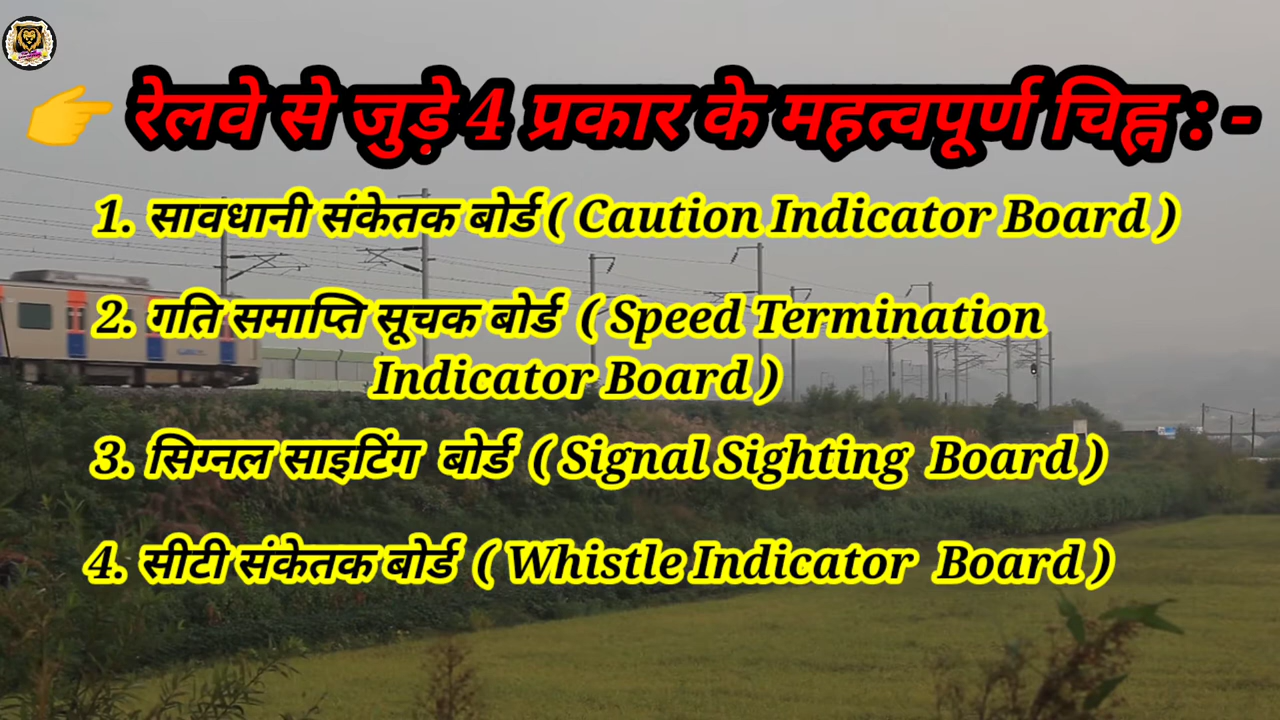 👉 रेलवे से जुड़े 4 प्रकार के महत्वपूर्ण चिह्न : -
1. सावधानी संकेतक बोर्ड ( Caution Indicator Board )
2. गति समाप्ति सूचक बोर्ड ( Speed Termination
Indicator Board )
3. सिग्नल साइटिंग बोर्ड ( Signal Sighting Board )
4. सीटी संकेतक बोर्ड ( Whistle Indicator Board )